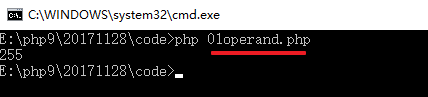 C:\WINDOWS\system32\cmd.exe
E:\php9\20171128\code>php 01operand.php
255
E:\php9\20171128\code>